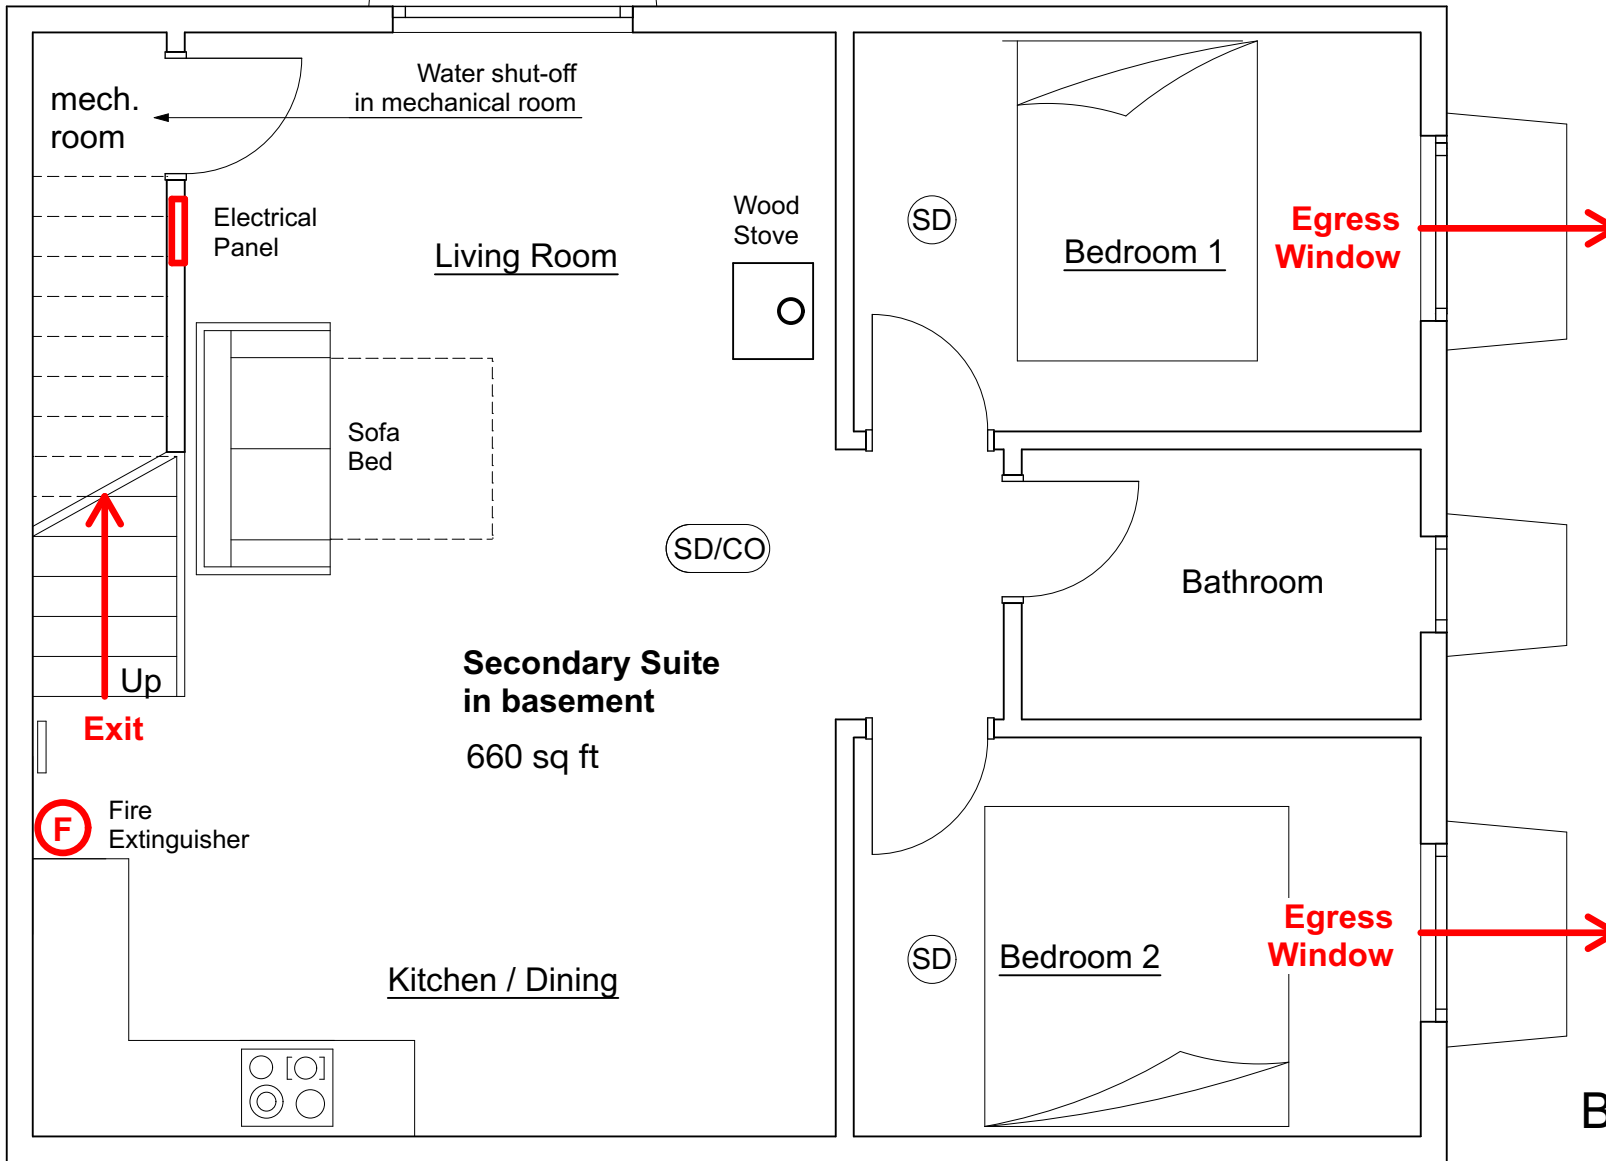 Water shut-off
in mechanical room
mech.
room
Electrical
Panel
Living Room
Wood
Stove
SD
Bedroom 1
Egress
Window
Sofa
Bed
SD/CO
Bathroom
Up
Exit
Secondary Suite
in basement
660 sq ft
F
Fire
Extinguisher
Kitchen / Dining
SD
Bedroom 2
Egress
Window
B